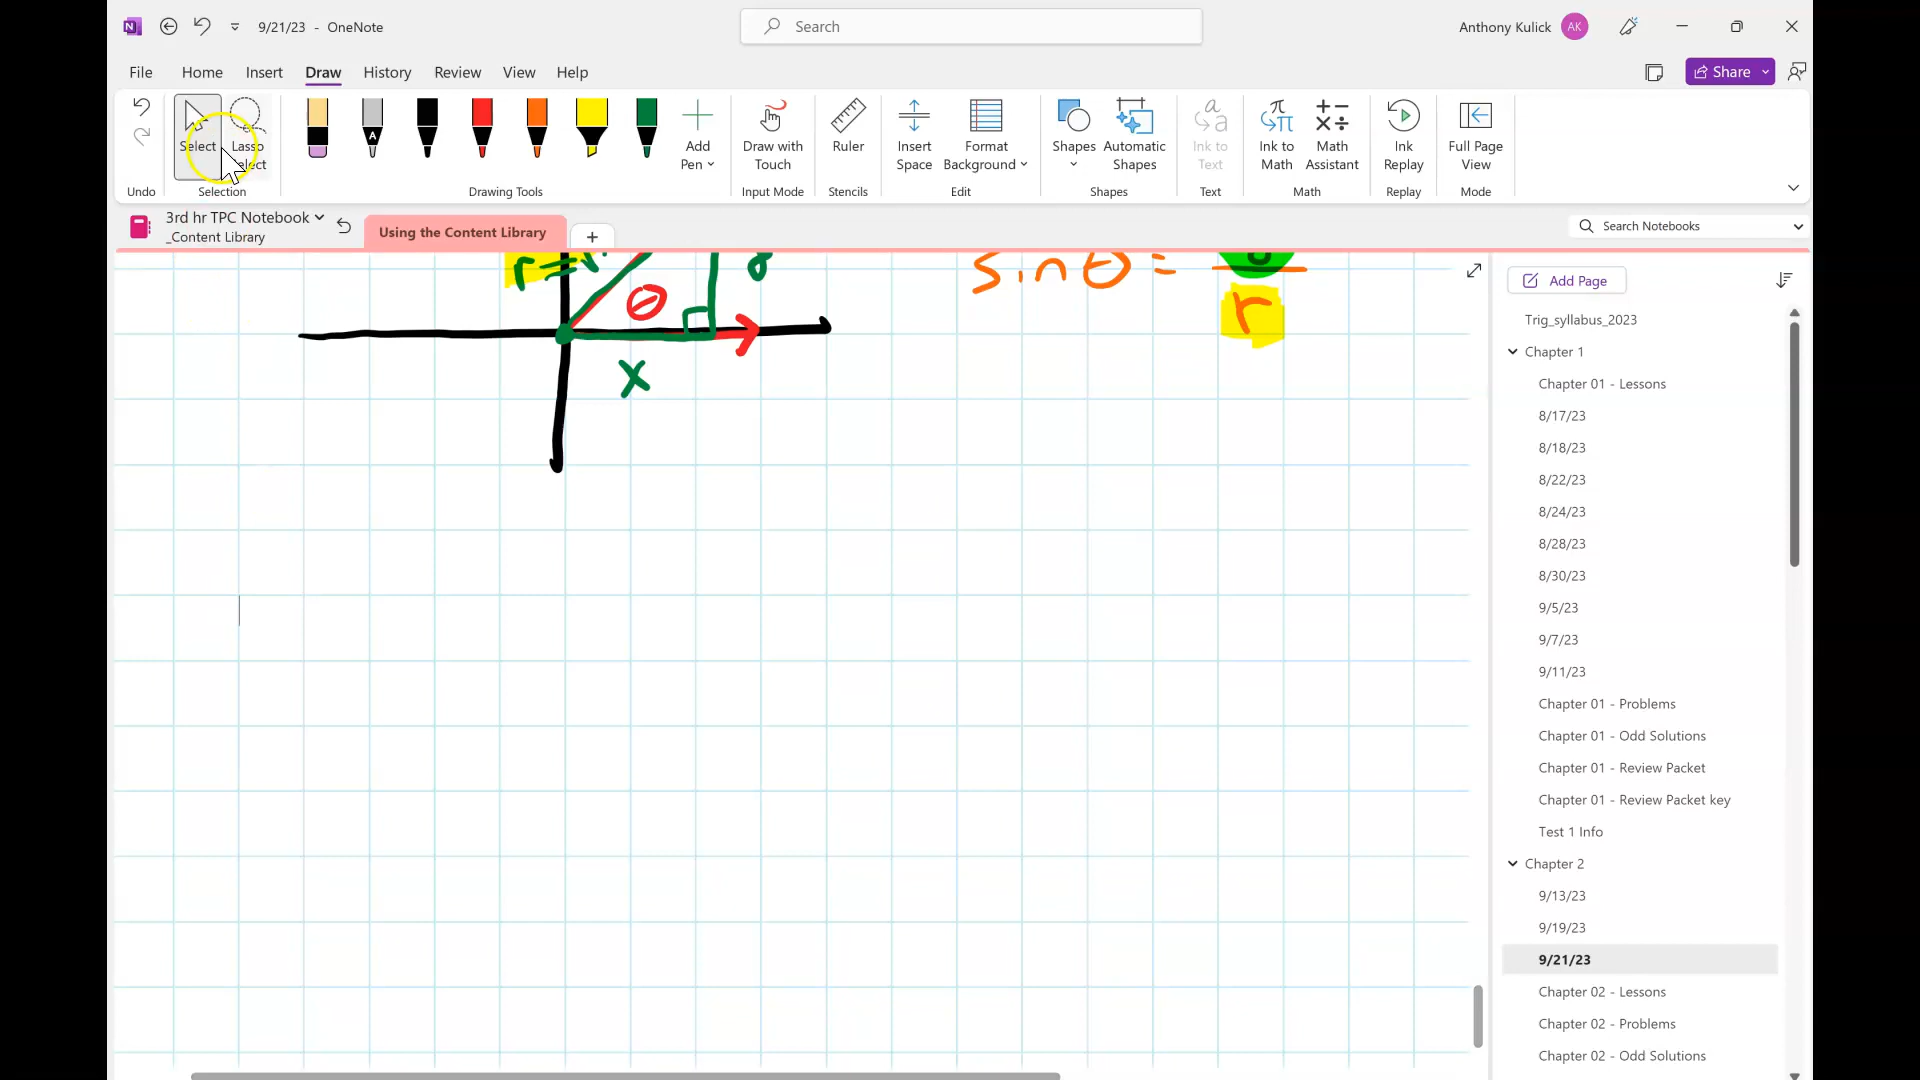 9/21/23 - OneNote
Search
Anthony Kulick
AK
File
Home
Insert
Draw
History
Review
View
Help
Share
Select
Lasso
Add
Pen
Draw with
Touch
Ruler
Insert
Space
Format
Background
Shapes
Automatic
Shapes
Ink to
Text
Ink to
Math
Math
Assistant
Ink
Replay
Full Page
View
Undo
Selection
Drawing Tools
Input Mode
Stencils
Edit
Shapes
Text
Math
Replay
Mode
3rd hr TPC Notebook
_Content Library
Using the Content Library
Search Notebooks
r=
θ
x
sin θ =
r
Add Page
Trig_syllabus_2023
Chapter 1
Chapter 01 - Lessons
8/17/23
8/18/23
8/22/23
8/24/23
8/28/23
8/30/23
9/5/23
9/7/23
9/11/23
Chapter 01 - Problems
Chapter 01 - Odd Solutions
Chapter 01 - Review Packet
Chapter 01 - Review Packet key
Test 1 Info
Chapter 2
9/13/23
9/19/23
9/21/23
Chapter 02 - Lessons
Chapter 02 - Problems
Chapter 02 - Odd Solutions